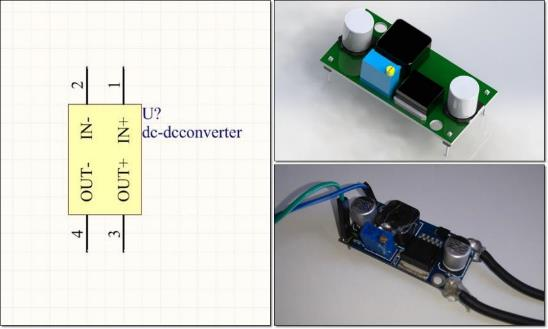 2
1
IN-
IN+
U?
dc-dcconverter
OUT-
OUT+
4
3